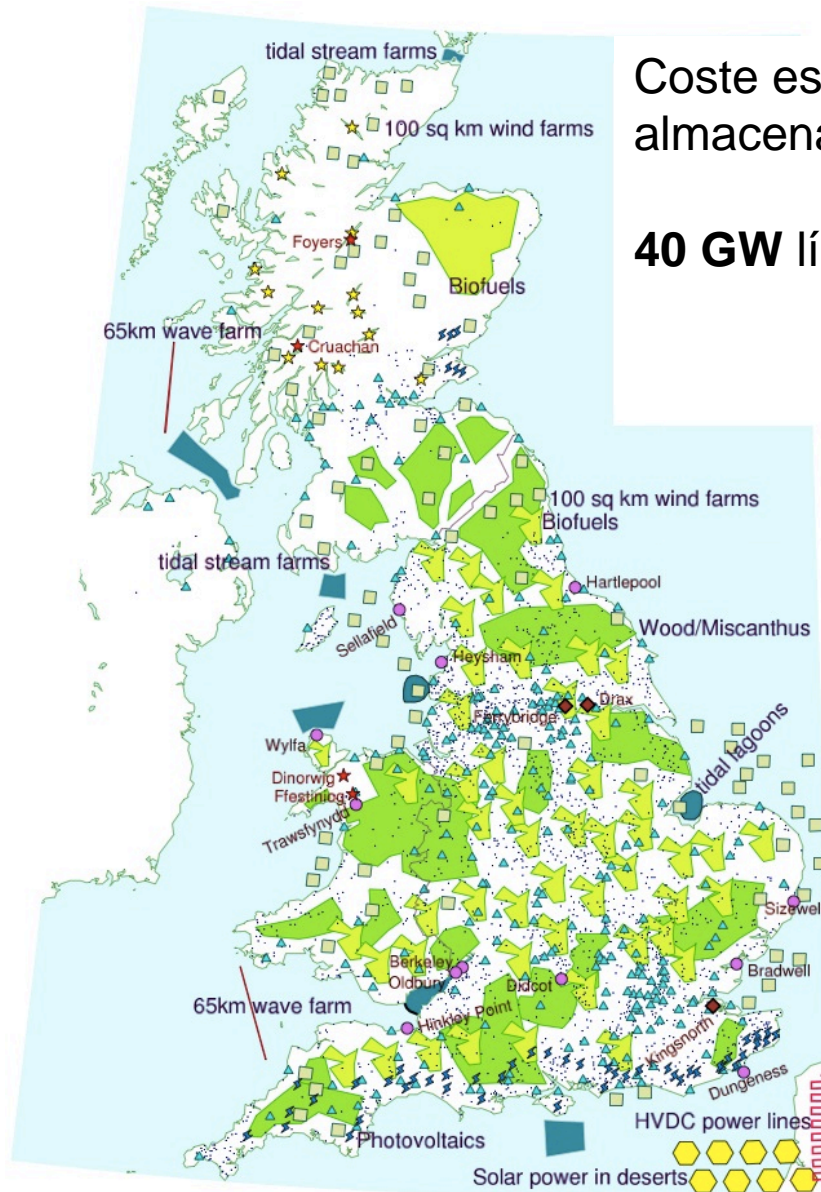 tidal stream farms
Coste es
almacena
100 sq km wind farms
40 GW lí
Foyers
Biofuels
65km wave farm
Cruachan
100 sq km wind farms
Biofuels
tidal stream farms
Hartlepool
Sellafield
Wood/Miscanthus
Heysham
Drax
Ferrybridge
Wylfa
tidal lagoons
Dinorwig
Ffestiniog
Trawsfynydd
Sizewel
Berkeley
Oldbury
Didcot
Bradwell
65km wave farm
Hinkley Point
Kingsnorth
Dungeness
HVDC power lines
Photovoltaics
Solar power in deserts